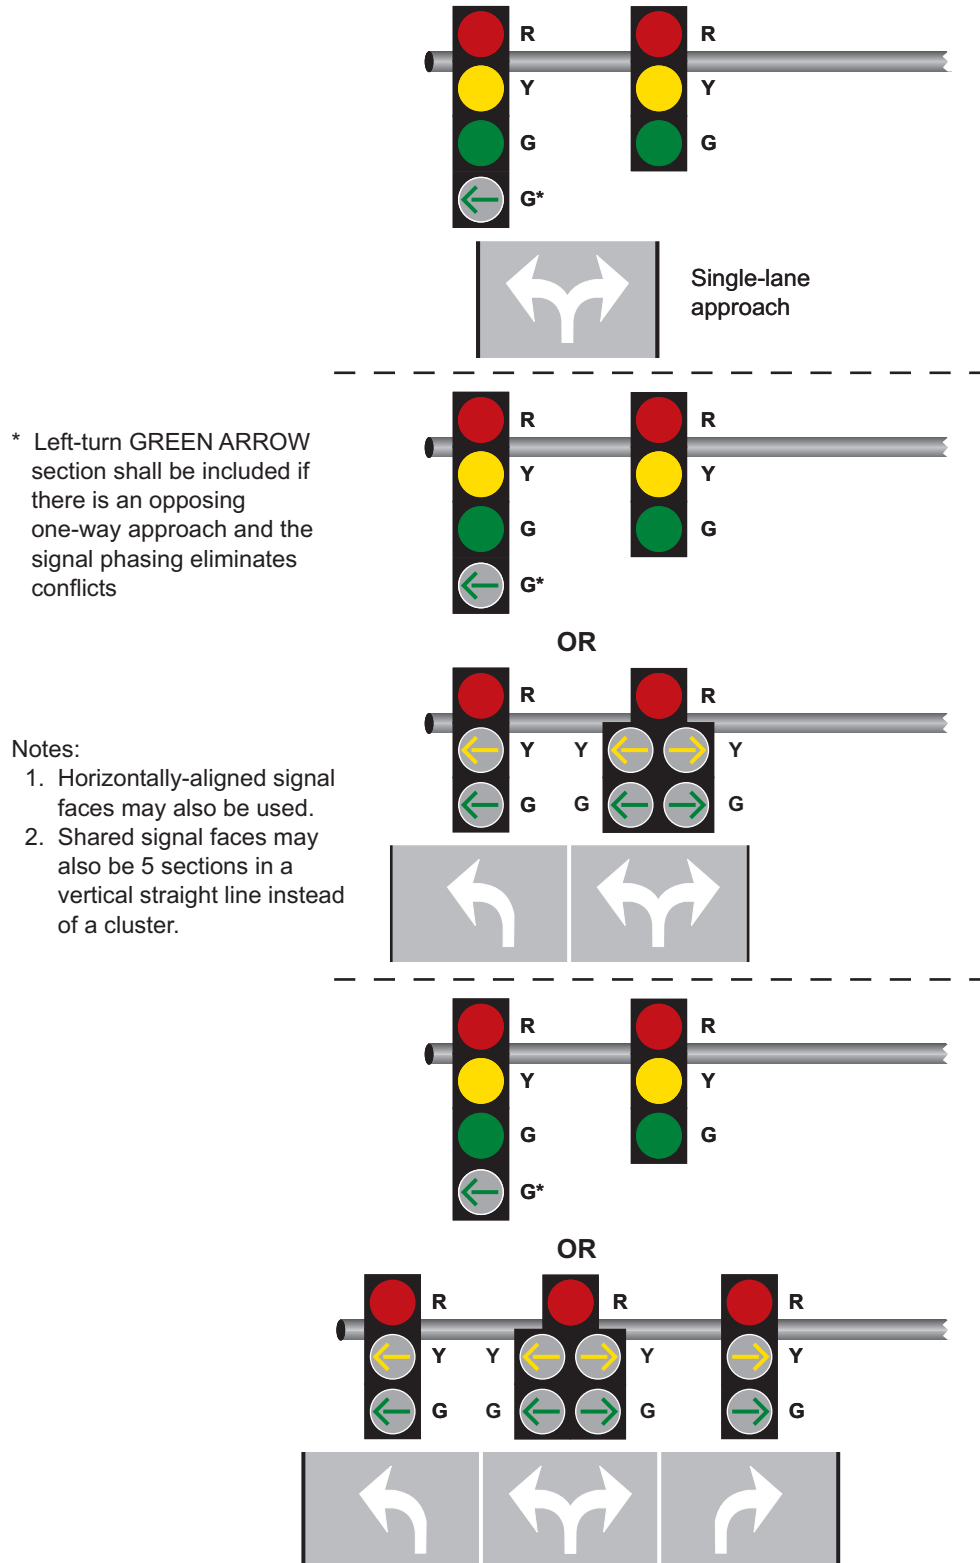 R R
Y Y
G G
G*
Single-lane
approach
R R
* Left-turn GREEN ARROW
section shall be included if
there is an opposing
one-way approach and the
signal phasing eliminates
conflicts
Y Y
G G
G*
OR
R R
Notes:
1. Horizontally-aligned signal
faces may also be used.
2. Shared signal faces may
also be 5 sections in a
vertical straight line instead
of a cluster.
Y Y Y
G G G
R R
Y Y
G G
G*
OR
R R R
Y Y Y Y
G G G G